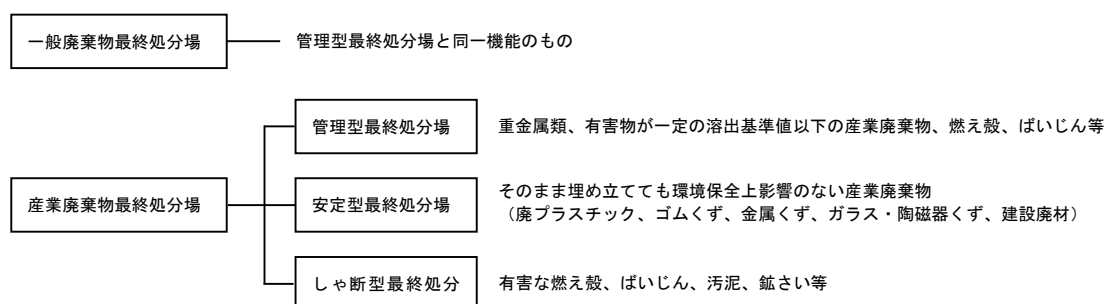 一般廃棄物最終処分場
管理型最終処分場と同一機能のもの
管理型最終処分場
重金属類、有害物が一定の溶出基準値以下の産業廃棄物、燃え殻、ばいじん等
産業廃棄物最終処分場
安定型最終処分場
そのまま埋め立てても環境保全上影響のない産業廃棄物
（廃プラスチック、ゴムくず、金属くず、ガラス・陶磁器くず、建設廃材）
しゃ断型最終処分
有害な燃え殻、ばいじん、汚泥、鉱さい等